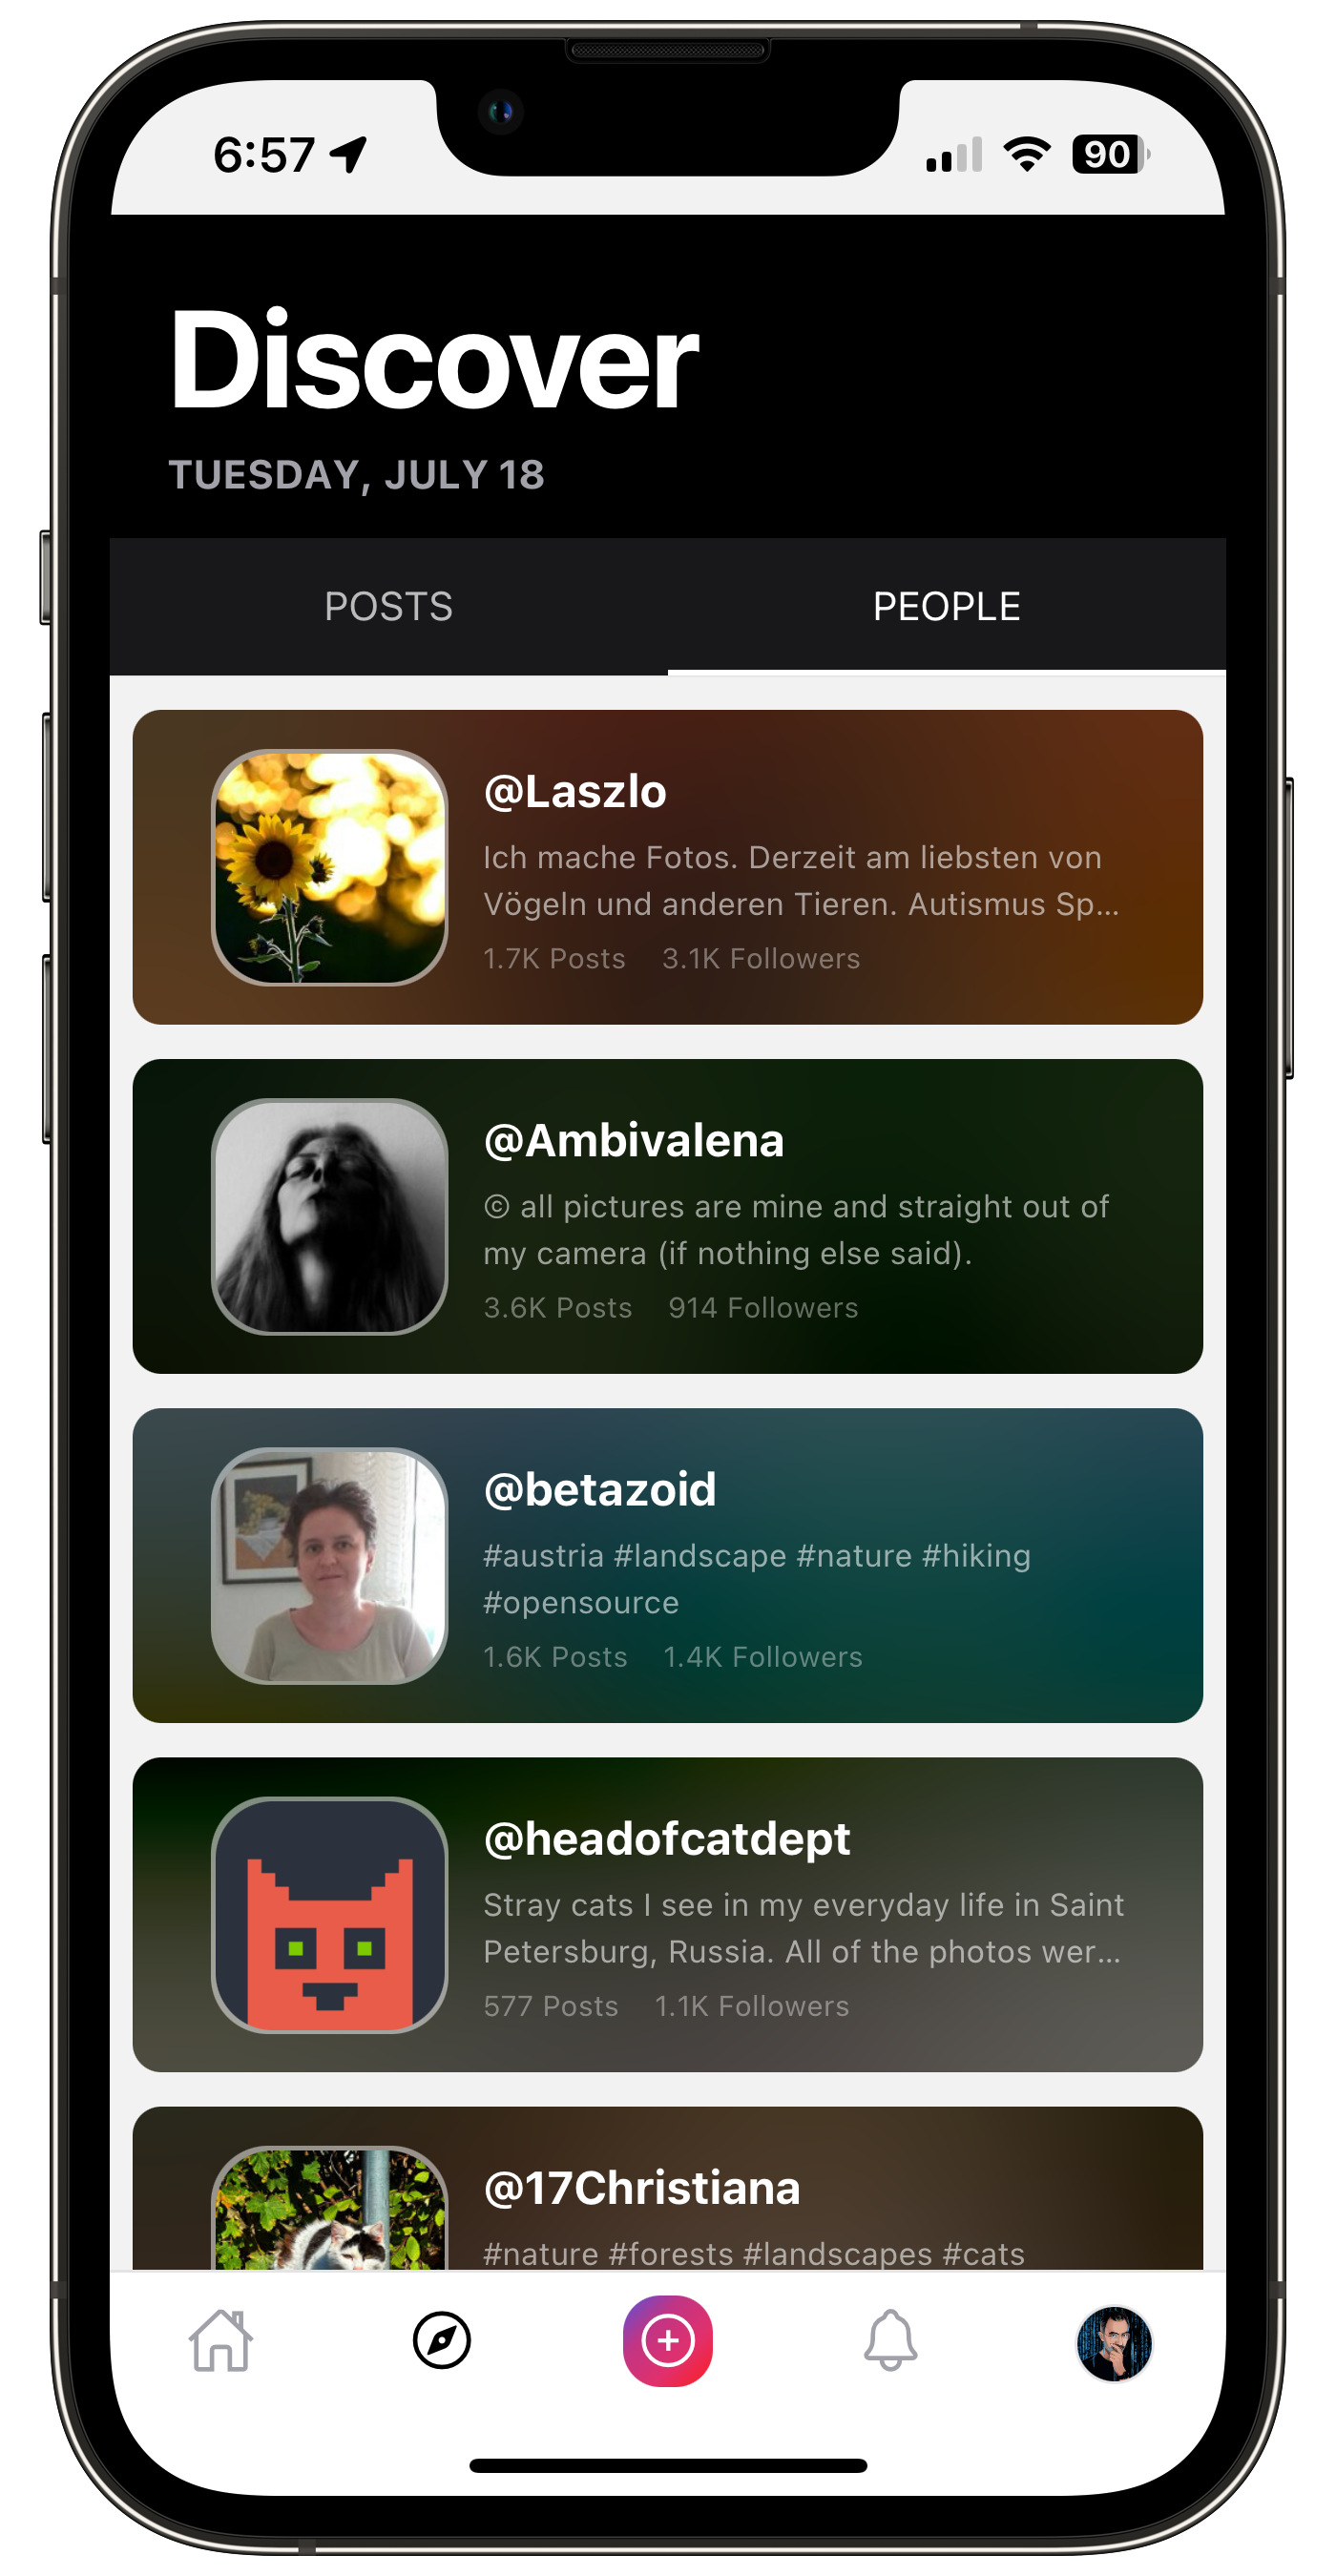 6:57
90
Discover
TUESDAY, JULY 18
POSTS
PEOPLE
@Laszlo
Ich mache Fotos. Derzeit am liebsten von
Vögeln und anderen Tieren. Autismus Sp...
1.7K Posts 3.1K Followers
@Ambivalena
© all pictures are mine and straight out of
my camera (if nothing else said).
3.6K Posts 914 Followers
@betazoid
#austria #landscape #nature #hiking
#opensource
1.6K Posts 1.4K Followers
@headofcatdept
Stray cats I see in my everyday life in Saint
Petersburg, Russia. All of the photos wer...
577 Posts 1.1K Followers
@17Christiana
#nature #forests #landscapes #cats